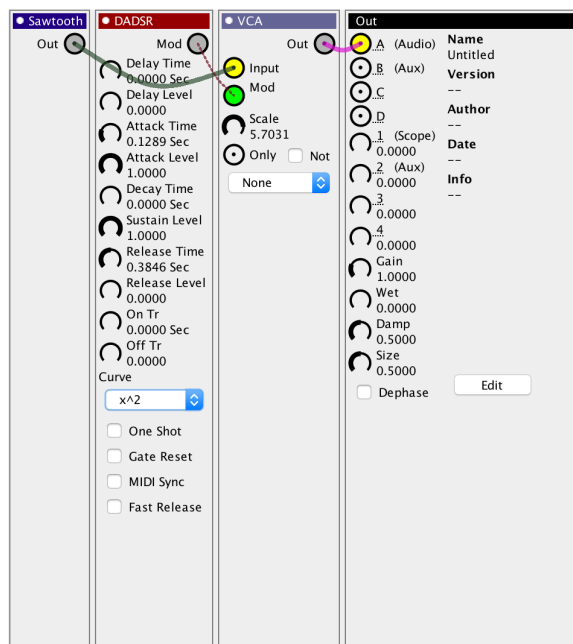 Sawtooth
Out
DADSR
Mod
Delay Time
0.0000 Sec
Delay Level
0.0000
Attack Time
0.1289 Sec
Attack Level
1.0000
Decay Time
0.0000 Sec
Sustain Level
1.0000
Release Time
0.3846 Sec
Release Level
0.0000
On Tr
0.0000 Sec
Off Tr
0.0000
Curve
x^2
One Shot
Gate Reset
MIDI Sync
Fast Release
VCA
Out
Input
Mod
Scale
5.7031
Only Not
None
Out
A (Audio)
B (Aux)
C
D
1 (Scope)
0.0000
2 (Aux)
0.0000
3
0.0000
4
0.0000
Gain
1.0000
Wet
0.0000
Damp
0.5000
Size
0.5000
Dephase
Name
Untitled
Version
--
Author
--
Date
--
Info
--
Edit